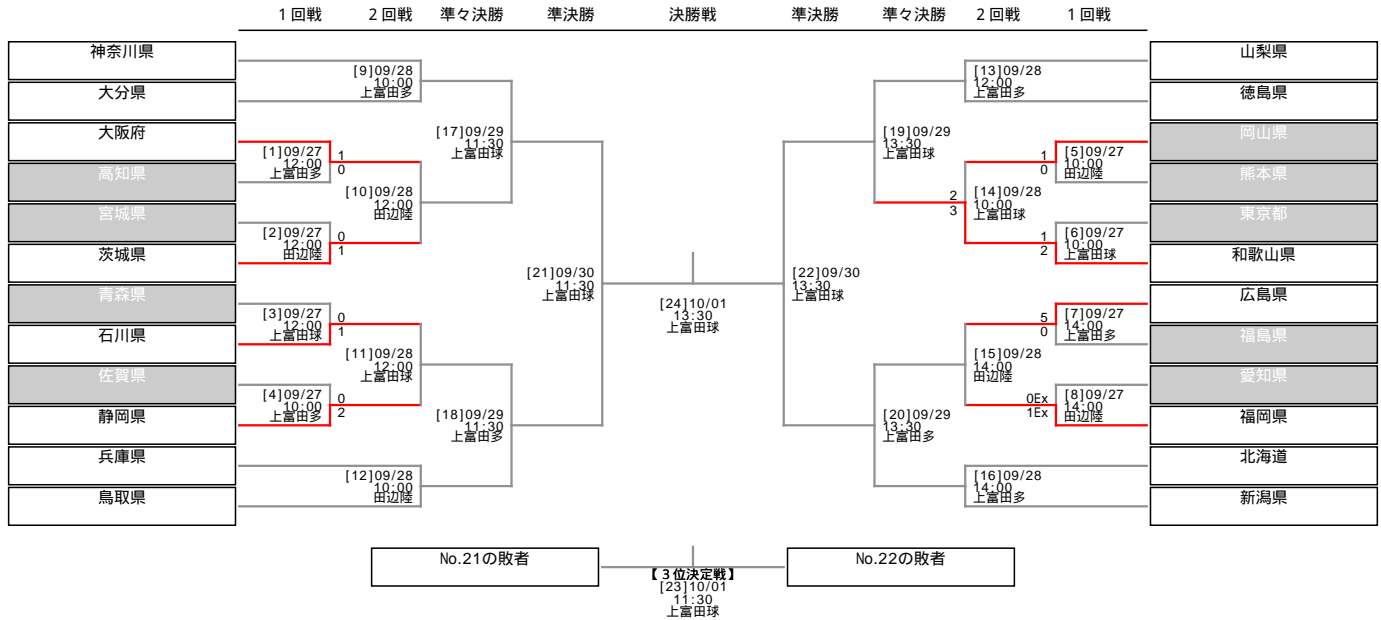 1回戦 2回戦 準々決勝 準決勝 決勝戦 準決勝 準々決勝 2回戦 1回戦
神奈川県
大分県
大阪府
高知県
宮城県
茨城県
青森県
石川県
佐賀県
静岡県
兵庫県
鳥取県
[1]09/27
12:00
上富田多
1
0
[2]09/27
12:00
田辺陸
0
1
[3]09/27
12:00
上富田球
0
1
[4]09/27
10:00
上富田多
0
2
[9]09/28
10:00
上富田多
[10]09/28
12:00
田辺陸
[11]09/28
12:00
上富田球
[12]09/28
10:00
田辺陸
[17]09/29
11:30
上富田球
[18]09/29
11:30
上富田多
[21]09/30
11:30
上富田球
[24]10/01
13:30
上富田球
[22]09/30
13:30
上富田球
[19]09/29
13:30
上富田球
[20]09/29
13:30
上富田多
[13]09/28
12:00
上富田多
2
3
[14]09/28
10:00
上富田球
[15]09/28
14:00
田辺陸
[16]09/28
14:00
上富田多
1
0
[5]09/27
10:00
田辺陸
1
2
[6]09/27
10:00
上富田球
5
0
[7]09/27
14:00
上富田多
0Ex
1Ex
[8]09/27
14:00
田辺陸
山梨県
徳島県
岡山県
熊本県
東京都
和歌山県
広島県
福島県
愛知県
福岡県
北海道
新潟県
No.21の敗者
No.22の敗者
【3位決定戦】
[23]10/01
11:30
上富田球